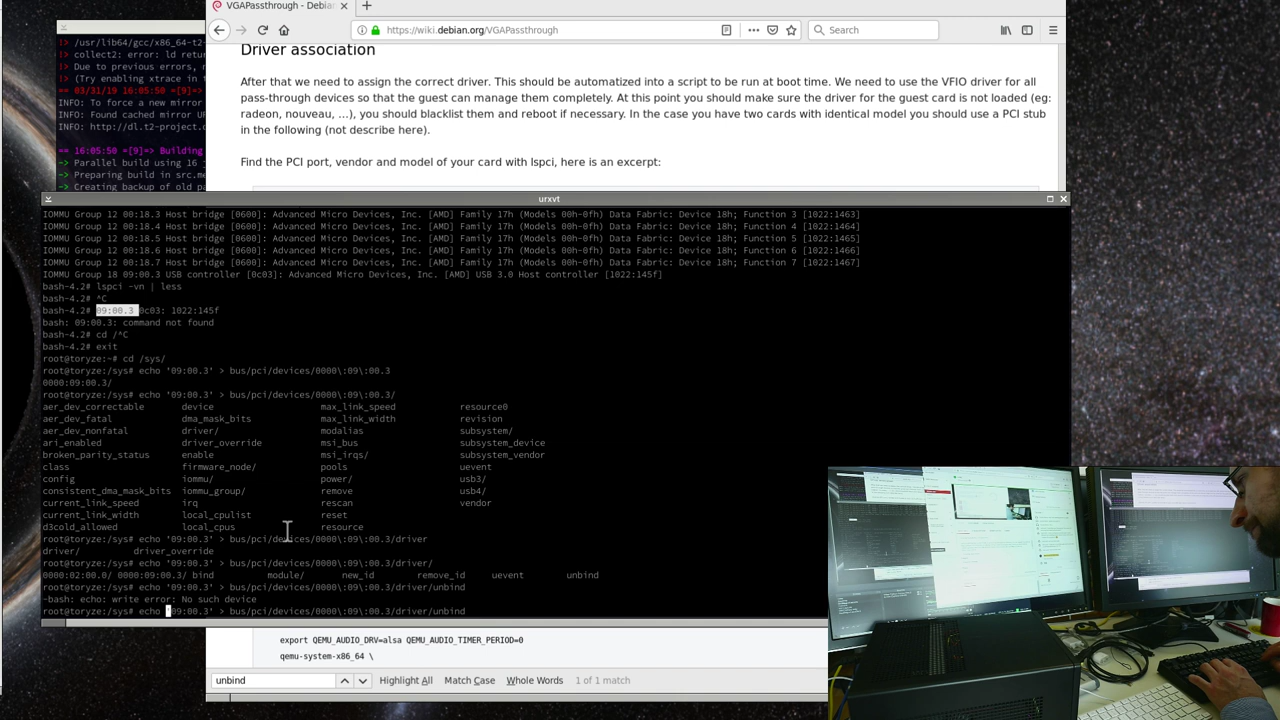 VGAPassthrough - Debia
https://wiki.debian.org/VGAPassthrough
Search
Driver association
After that we need to assign the correct driver. This should be automatized into a script to be run at boot time. We need to use the VFIO driver for all
pass-through devices so that the guest can manage them completely. At this point you should make sure the driver for the guest card is not loaded (eg:
radeon, nouveau, ...), you should blacklist them and reboot if necessary. In the case you have two cards with identical model you should use a PCI stub
in the following (not describe here).
Find the PCI port, vendor and model of your card with lspci, here is an excerpt:
!> /usr/lib64/gcc/x86_64-t2-
!> collect2: error: ld retur
!> Due to previous errors, n
!> (Try enabling xtrace in t
== 03/31/19 16:05:50 =[9]=>
INFO: To force a new mirror
INFO: Found cached mirror UR
INFO: http://dl.t2-project.o
== 16:05:50 =[9]=> Building
-> Parallel build using 16 j
-> Preparing build in src.me
-> Creating backup of old pa
urxvt
IOMMU Group 12 00:18.3 Host bridge [0600]: Advanced Micro Devices, Inc. [AMD] Family 17h (Models 00h-0fh) Data Fabric: Device 18h; Function 3 [1022:1463]
IOMMU Group 12 00:18.4 Host bridge [0600]: Advanced Micro Devices, Inc. [AMD] Family 17h (Models 00h-0fh) Data Fabric: Device 18h; Function 4 [1022:1464]
IOMMU Group 12 00:18.5 Host bridge [0600]: Advanced Micro Devices, Inc. [AMD] Family 17h (Models 00h-0fh) Data Fabric: Device 18h; Function 5 [1022:1465]
IOMMU Group 12 00:18.6 Host bridge [0600]: Advanced Micro Devices, Inc. [AMD] Family 17h (Models 00h-0fh) Data Fabric: Device 18h; Function 6 [1022:1466]
IOMMU Group 12 00:18.7 Host bridge [0600]: Advanced Micro Devices, Inc. [AMD] Family 17h (Models 00h-0fh) Data Fabric: Device 18h; Function 7 [1022:1467]
IOMMU Group 18 09:00.3 USB controller [0c03]: Advanced Micro Devices, Inc. [AMD] USB 3.0 Host controller [1022:145f]
bash-4.2# lspci -vn | less
bash-4.2# ^C
bash-4.2# 09:00.3 0c03: 1022:145f
bash: 09:00.3: command not found
bash-4.2# cd /^C
bash-4.2# exit
root@toryze:~# cd /sys/
root@toryze:/sys# echo '09:00.3' > bus/pci/devices/0000\:09\:00.3
0000:09:00.3/
root@toryze:/sys# echo '09:00.3' > bus/pci/devices/0000\:09\:00.3/
aer_dev_correctable device max_link_speed resource0
aer_dev_fatal dma_mask_bits max_link_width revision
aer_dev_nonfatal driver/ modalias subsystem/
ari_enabled driver_override msi_bus subsystem_device
broken_parity_status enable msi_irqs/ subsystem_vendor
class firmware_node/ pools uevent
config iommu/ power/ usb3/
consistent_dma_mask_bits iommu_group/ remove usb4/
current_link_speed irq rescan vendor
current_link_width local_cpulist reset
d3cold_allowed local_cpus resource
root@toryze:/sys# echo '09:00.3' > bus/pci/devices/0000\:09\:00.3/driver
driver/ driver_override
root@toryze:/sys# echo '09:00.3' > bus/pci/devices/0000\:09\:00.3/driver/
0000:02:00.0/ 0000:09:00.3/ bind module/ new_id remove_id uevent unbind
root@toryze:/sys# echo '09:00.3' > bus/pci/devices/0000\:09\:00.3/driver/unbind
-bash: echo: write error: No such device
root@toryze:/sys# echo '09:00.3' > bus/pci/devices/0000\:09\:00.3/driver/unbind
export QEMU_AUDIO_DRV=alsa QEMU_AUDIO_TIMER_PERIOD=0
qemu-system-x86_64 \
unbind
Highlight All
Match Case
Whole Words
1 of 1 match